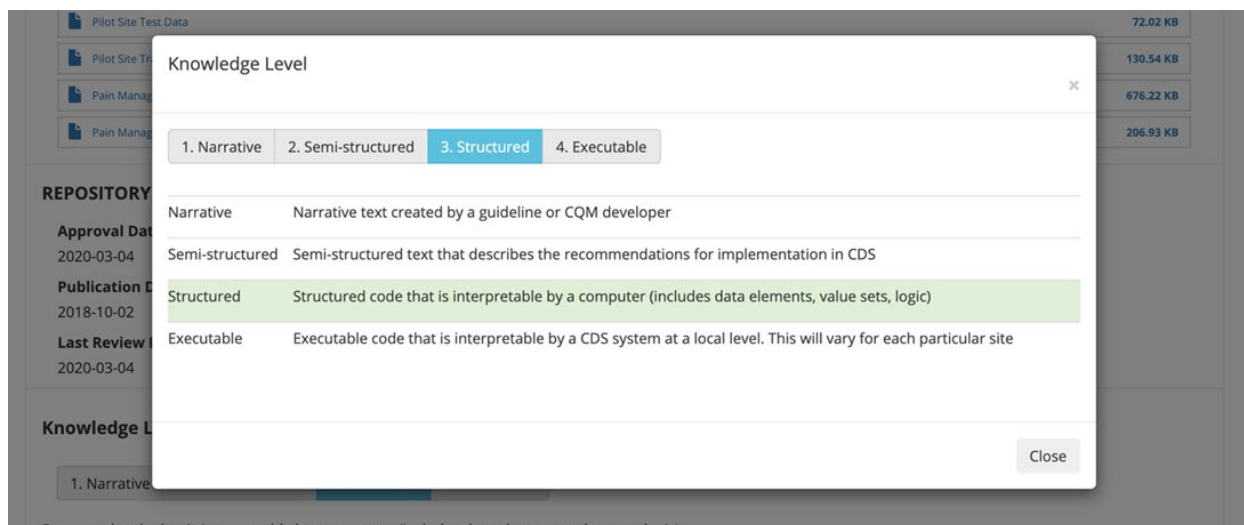 Pilot Site Test Data 72.02 KB
Knowledge Level
×
Pilot Site 130.54 KB
Pain 676.22 KB
Pain 206.93 KB
1. Narrative 2. Semi-structured 3. Structured 4. Executable
REPOSITORY
Narrative Narrative text created by a guideline or CQM developer
Approval
2020-03-04
Semi-structured Semi-structured text that describes the recommendations for implementation in CDS
Publication
2018-10-02
Structured Structured code that is interpretable by a computer (includes data elements, value sets, logic)
Last Review
2020-03-04
Executable Executable code that is interpretable by a CDS system at a local level. This will vary for each particular site
Knowledge
Close
1. Narrative